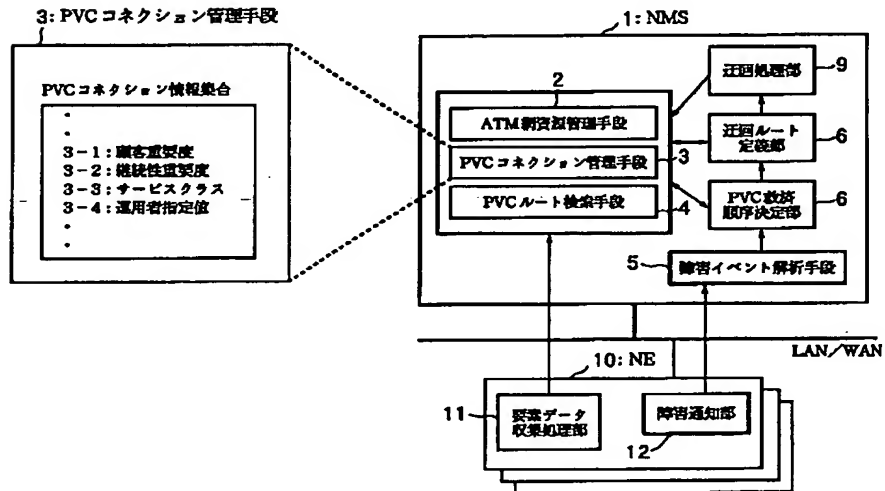 3：PVCコネクション管理手段
PVCコネクション情報集合
・
・
3－1：顧客重要度
3－2：継続性重要度
3－3：サービスクラス
3－4：運用者指定値
・
・
1：NMS
2
ATM網資源管理手段
PVCコネクション管理手段
3
PVCルート検索手段
4
迂回処理部
9
迂回ルート
定義部
6
PVC救済
順序決定部
6
5
障害イベント解析手段
LAN／WAN
10：NE
11
要素データ
収集処理部
障害通知部
12